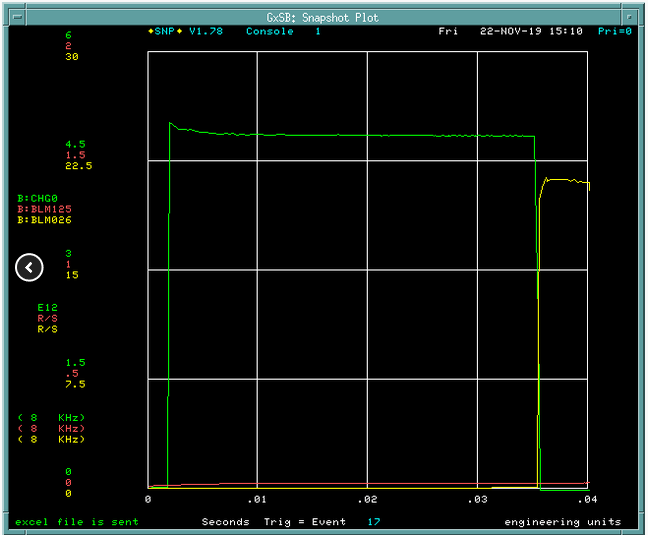 GxSB: Snapshot Plot
◆SNP◆ V1.78 Console 1 Fri 22-NOV-19 15:10 Pri=0
6
2
30
4.5
1.5
22.5
B:CHG0
B:BLM125
B:BLM026
3
1
15
E12
R/S
R/S
1.5
.5
7.5
( 8 KHz)
( 8 KHz)
( 8 KHz)
0
0
0
0 .01 .02 .03 .04
excel file is sent Seconds Trig = Event 17 engineering units